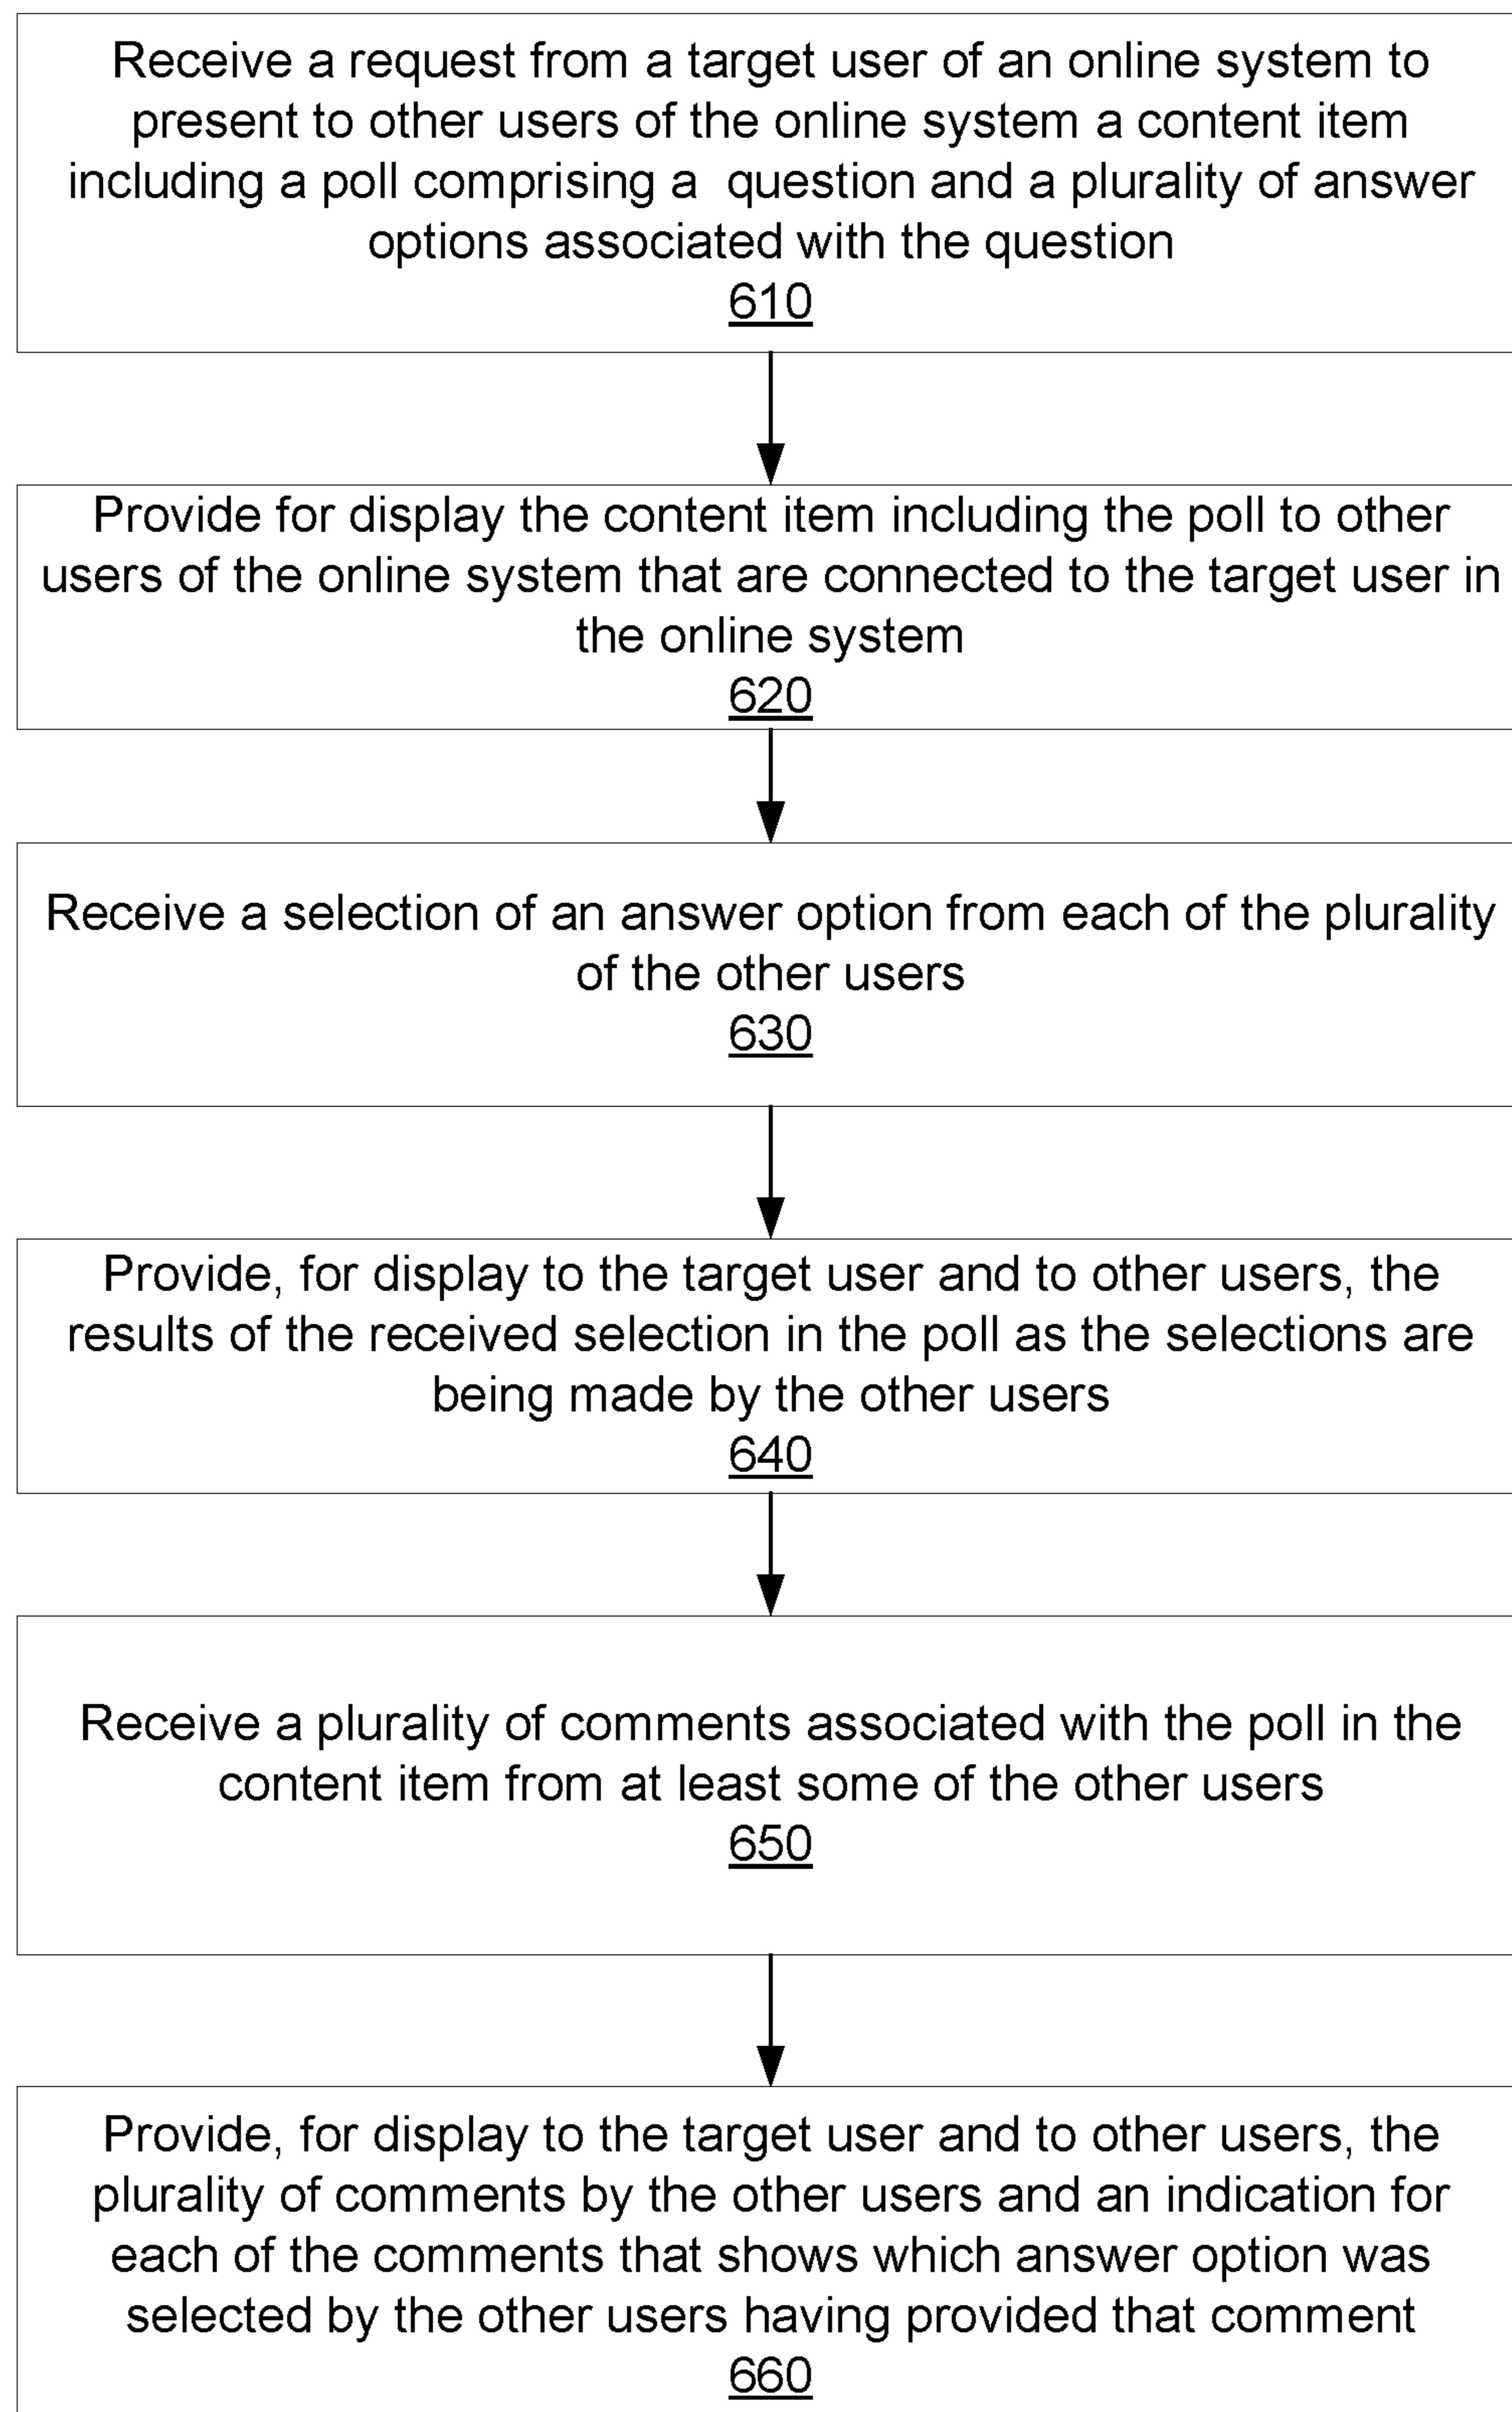 Receive a request from a target user of an online system to
present to other users of the online system a content item
including a poll comprising a  question and a plurality of answer
options associated with the question
610
Provide for display the content item including the poll to other
users of the online system that are connected to the target user in
the online system
620
Receive a selection of an answer option from each of the plurality
of the other users
630
Provide, for display to the target user and to other users, the
results of the received selection in the poll as the selections are
being made by the other users
640
Receive a plurality of comments associated with the poll in the
content item from at least some of the other users
650
Provide, for display to the target user and to other users, the
plurality of comments by the other users and an indication for
each of the comments that shows which answer option was
selected by the other users having provided that comment
660